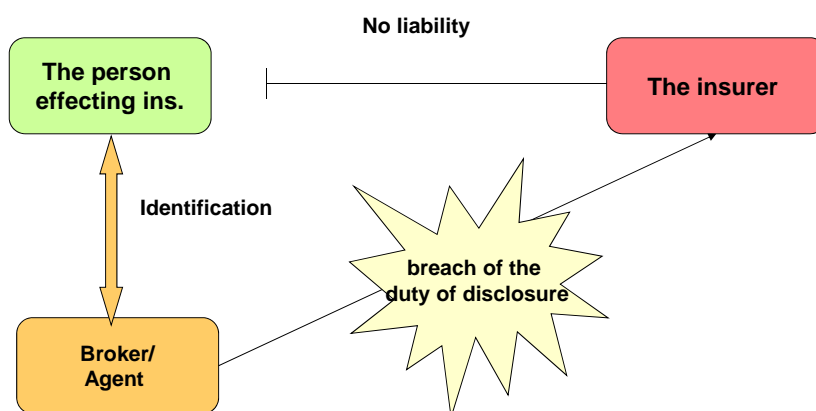 No liability
The person
effecting ins.
The insurer
Identification
breach of the
duty of disclosure
Broker/
Agent